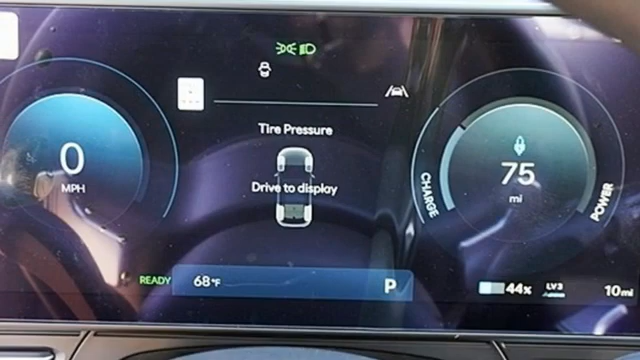 Tire Pressure
0
MPH
Drive to display
CHARGE
75
mi
POWER
READY
68°F
P
44%
LV3
10mi